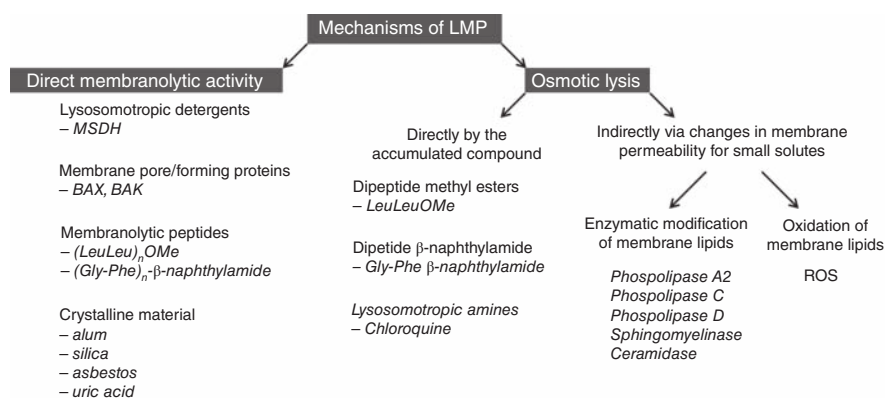 Mechanisms of LMP
Direct membranolytic activity
Lysosomotropic detergents
– MSDH
Membrane pore/forming proteins
– BAX, BAK
Membranolytic peptides
– (LeuLeu)nOMe
– (Gly-Phe)n-β-naphthylamide
Crystalline material
– alum
– silica
– asbestos
– uric acid
Osmotic lysis
Directly by the
accumulated compound
Dipeptide methyl esters
– LeuLeuOMe
Dipetide β-naphthylamide
– Gly-Phe β-naphthylamide
Lysosomotropic amines
– Chloroquine
Indirectly via changes in membrane
permeability for small solutes
Enzymatic modification
of membrane lipids
Phospolipase A2
Phospolipase C
Phospolipase D
Sphingomyelinase
Ceramidase
Oxidation of
membrane lipids
ROS